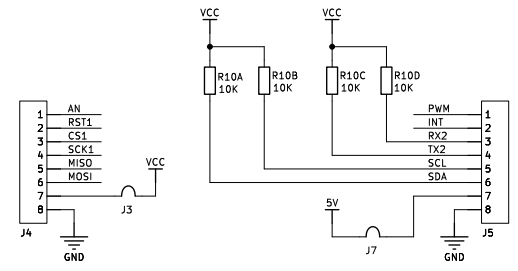 VCC VCC
R10A R10B R10C R10D
10K 10K 10K 10K
1 AN PWM 1
2 RST1 INT 2
3 CS1 RX2 3
4 SCK1 TX2 4
5 MISO SCL 5
6 MOSI SDA 6
VCC
7 7
8 8
J3
5V
J4 J7 J5
GND GND